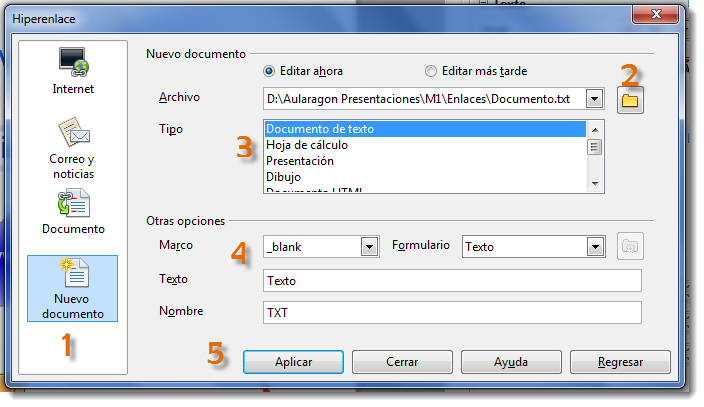 Texto
Hiperenlace
Internet
Correo y
noticias
Documento
Nuevo
documento
1
Nuevo documento
Editar ahora
Editar más tarde
2
Archivo
D:\Aularagon Presentaciones\M1\Enlaces\Documento.txt
Tipo
3
Documento de texto
Hoja de cálculo
Presentación
Dibujo
Documento HTML
Otras opciones
Marco
4
_blank
Formulario
Texto
Texto
Texto
Nombre
TXT
5
Aplicar
Cerrar
Ayuda
Regresar